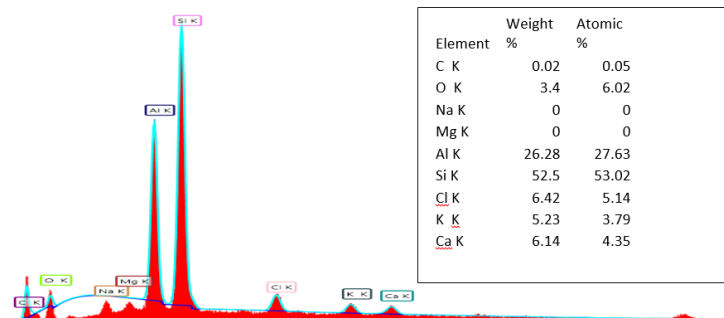 Si K
Al K
O K
C K
Na K
Mg K
Cl K
K K
Ca K
Element Weight % Atomic %
C K 0.02 0.05
O K 3.4 6.02
Na K 0 0
Mg K 0 0
Al K 26.28 27.63
Si K 52.5 53.02
Cl K 6.42 5.14
K K 5.23 3.79
Ca K 6.14 4.35